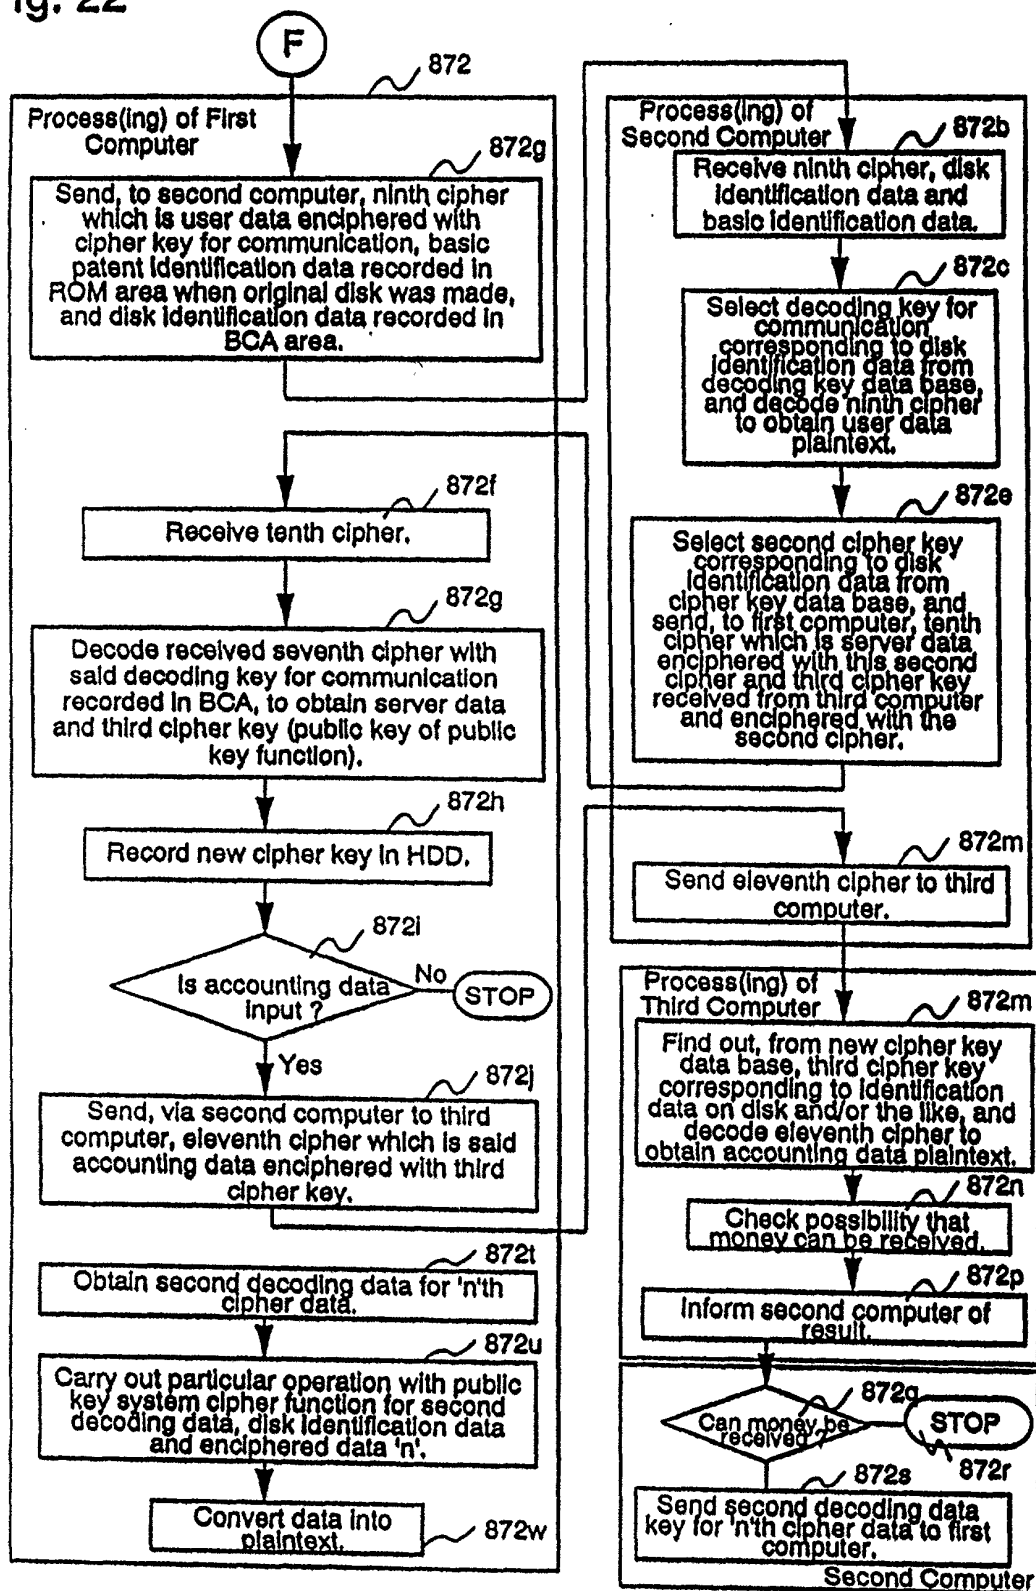 ig. 22
F
872
Process(ing) of First
Computer
872g
Send, to second computer, ninth cipher
which is user data enciphered with
cipher key for communication, basic
patent identification data recorded in
ROM area when original disk was made,
and disk identification data recorded in
BCA area.
872f
Receive tenth cipher.
872g
Decode received seventh cipher with
said decoding key for communication
recorded in BCA, to obtain server data
and third cipher key (public key of public
key function).
872h
Record new cipher key in HDD.
872i
Is accounting data
input ?
No
STOP
Yes
872j
Send, via second computer to third
computer, eleventh cipher which is said
accounting data enciphered with third
cipher key.
872t
Obtain second decoding data for 'n'th
cipher data.
872u
Carry out particular operation with public
key system cipher function for second
decoding data, disk identification data
and enciphered data 'n'.
Convert data into
plaintext.
872w
Process(ing) of
Second Computer
872b
Receive ninth cipher, disk
identification data and
basic identification data.
872c
Select decoding key for
communication
corresponding to disk
identification data from
decoding key data base,
and decode ninth cipher
to obtain user data
plaintext.
872e
Select second cipher key
corresponding to disk
identification data from
cipher key data base, and
send, to first computer, tenth
cipher which is server data
enciphered with this second
cipher and third cipher key
received from third computer
and enciphered with the
second cipher.
872m
Send eleventh cipher to third
computer.
Process(ing) of
Third Computer
872m
Find out, from new cipher key
data base, third cipher key
corresponding to identification
data on disk and/or the like, and
decode eleventh cipher to
obtain accounting data plaintext.
872n
Check possibility that
money can be received.
872p
Inform second computer of
result.
872q
Can money be
received ?
STOP
872r
872s
Send second decoding data
key for 'n'th cipher data to first
computer.
Second Computer